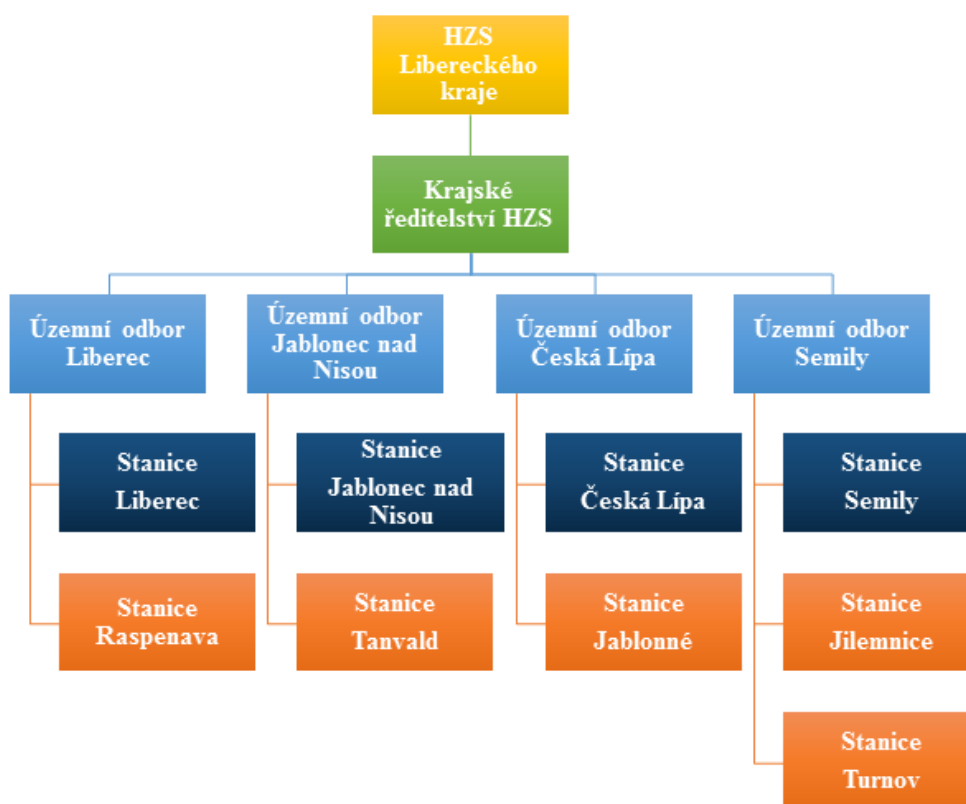 HZS
Libereckého
kraje
Krajské
ředitelství HZS
Územní odbor
Liberec
Územní odbor
Jablonec nad
Nisou
Územní odbor
Česká Lípa
Územní odbor
Semily
Stanice
Liberec
Stanice
Jablonec nad
Nisou
Stanice
Česká Lípa
Stanice
Semily
Stanice
Raspenava
Stanice
Tanvald
Stanice
Jablonné
Stanice
Jilemnice
Stanice
Turnov